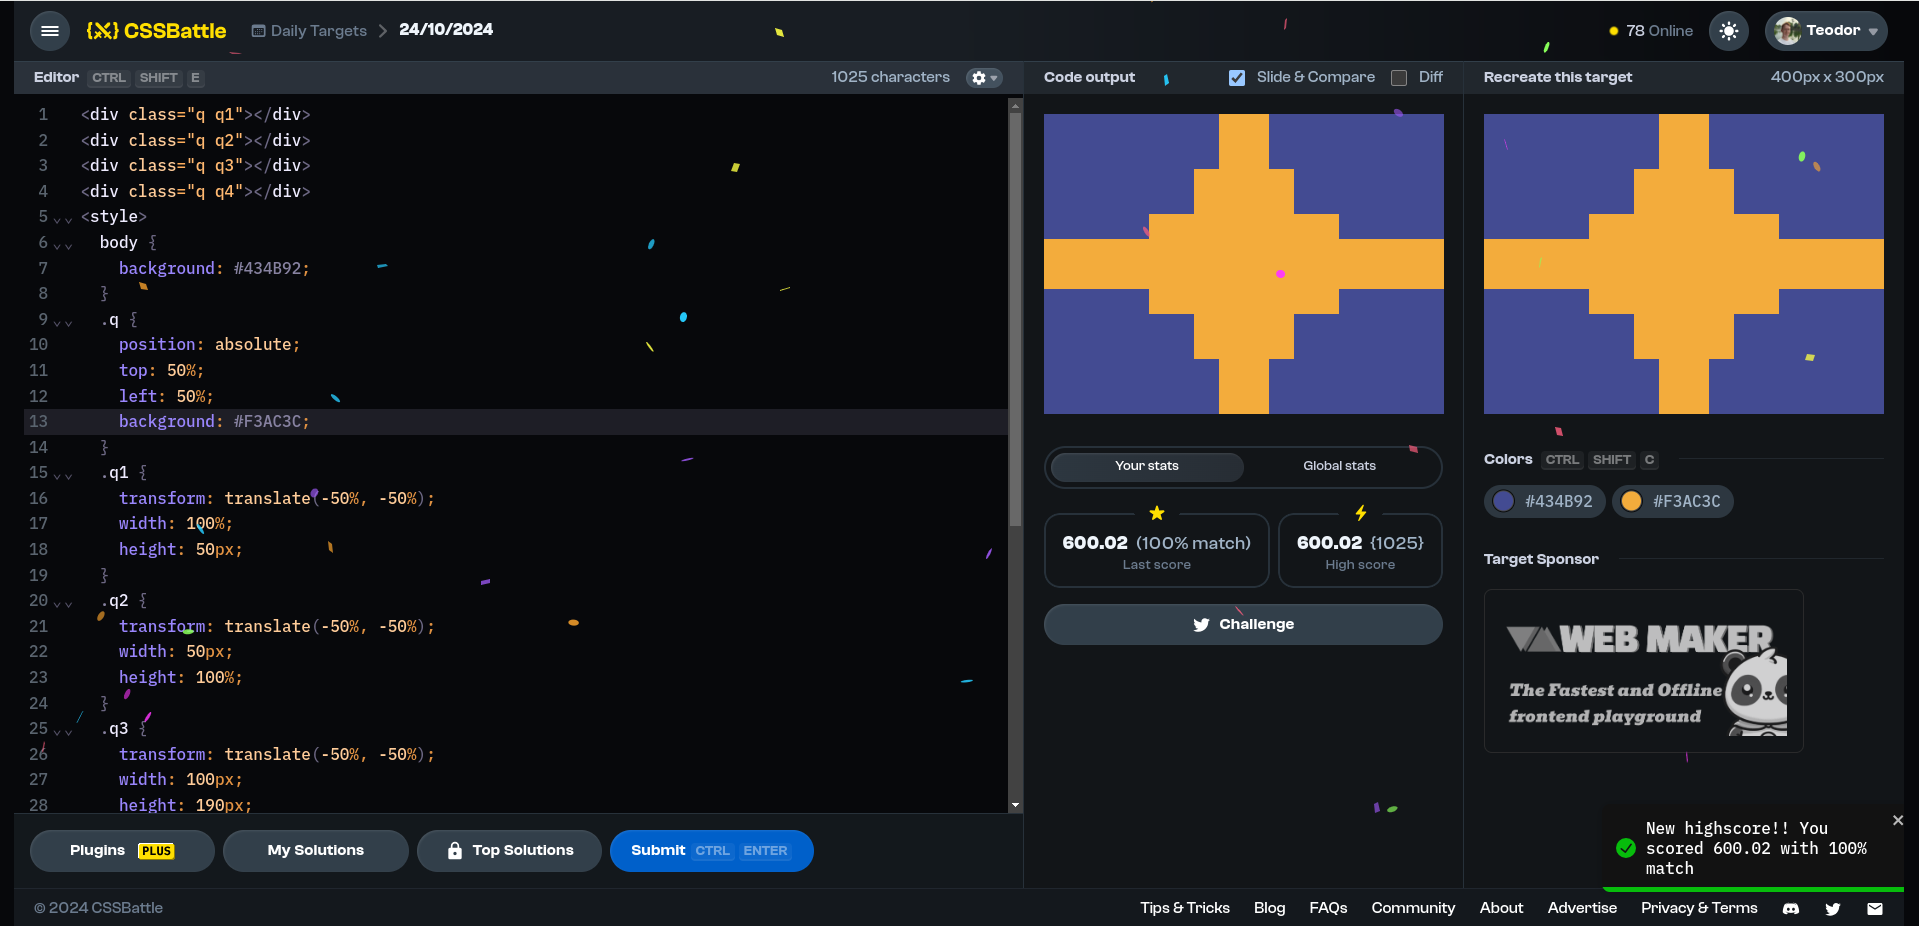 CSSBattle
Daily Targets
24/10/2024
78 Online
Teodor
Editor CTRL SHIFT E
1025 characters
Code output
Slide & Compare
Diff
Recreate this target
400px x 300px
1 <div class="q q1"></div>
2 <div class="q q2"></div>
3 <div class="q q3"></div>
4 <div class="q q4"></div>
5 <style>
6 body {
7 background: #434B92;
8 }
9 .q {
10 position: absolute;
11 top: 50%;
12 left: 50%;
13 background: #F3AC3C;
14 }
15 .q1 {
16 transform: translate(-50%, -50%);
17 width: 100%;
18 height: 50px;
19 }
20 .q2 {
21 transform: translate(-50%, -50%);
22 width: 50px;
23 height: 100%;
24 }
25 .q3 {
26 transform: translate(-50%, -50%);
27 width: 100px;
28 height: 190px;
Your stats
Global stats
600.02 (100% match)
Last score
600.02 {1025}
High score
Challenge
Colors CTRL SHIFT C
#434B92
#F3AC3C
Target Sponsor
WEB MAKER
The Fastest and Offline
frontend playground
New highscore!! You
scored 600.02 with 100%
match
Plugins PLUS
My Solutions
Top Solutions
Submit CTRL ENTER
© 2024 CSSBattle
Tips & Tricks
Blog
FAQs
Community
About
Advertise
Privacy & Terms